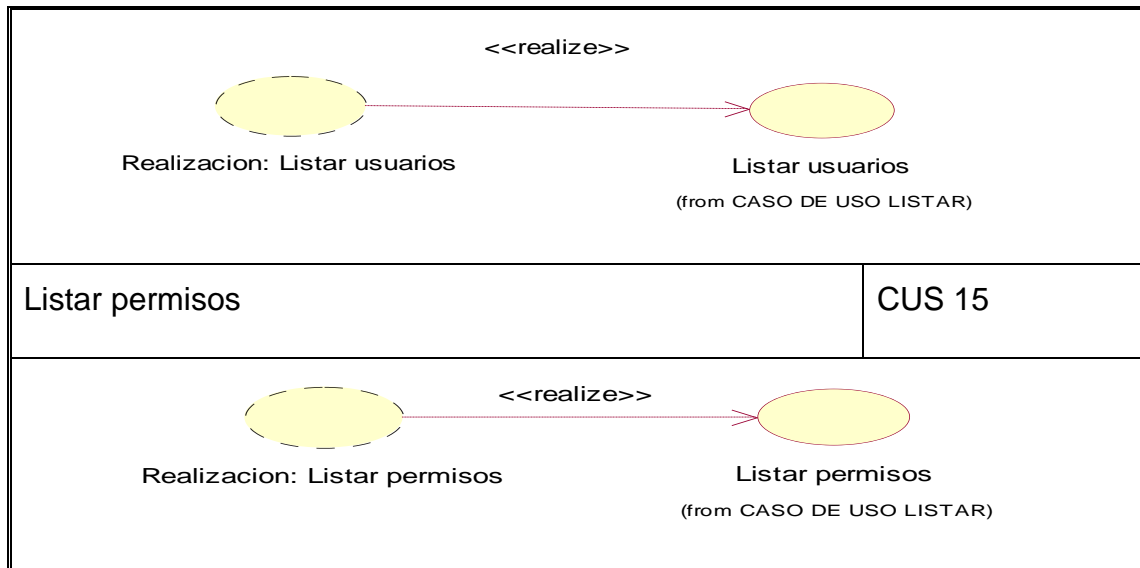 <<realize>>
Realizacion: Listar usuarios
Listar usuarios
(from CASO DE USO LISTAR)
Listar permisos
CUS 15
<<realize>>
Realizacion: Listar permisos
Listar permisos
(from CASO DE USO LISTAR)